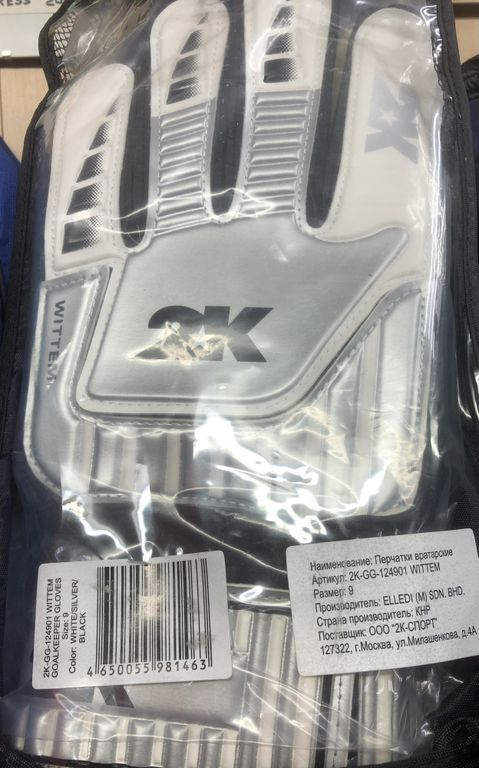 2K
2K
WITTEM
2K-GG-124901 WITTEM
GOALKEEPER GLOVES
Size: 9
Color: WHITE/SILVER/
BLACK
4 650055 981463
Наименование: Перчатки вратарские
Артикул: 2K-GG-124901 WITTEM
Размер: 9
Производитель: ELLEDI (M) SDN. BHD.
Страна производитель: КНР
Поставщик: ООО "2К-СПОРТ"
127322, г.Москва, ул.Милашенкова, д.4А